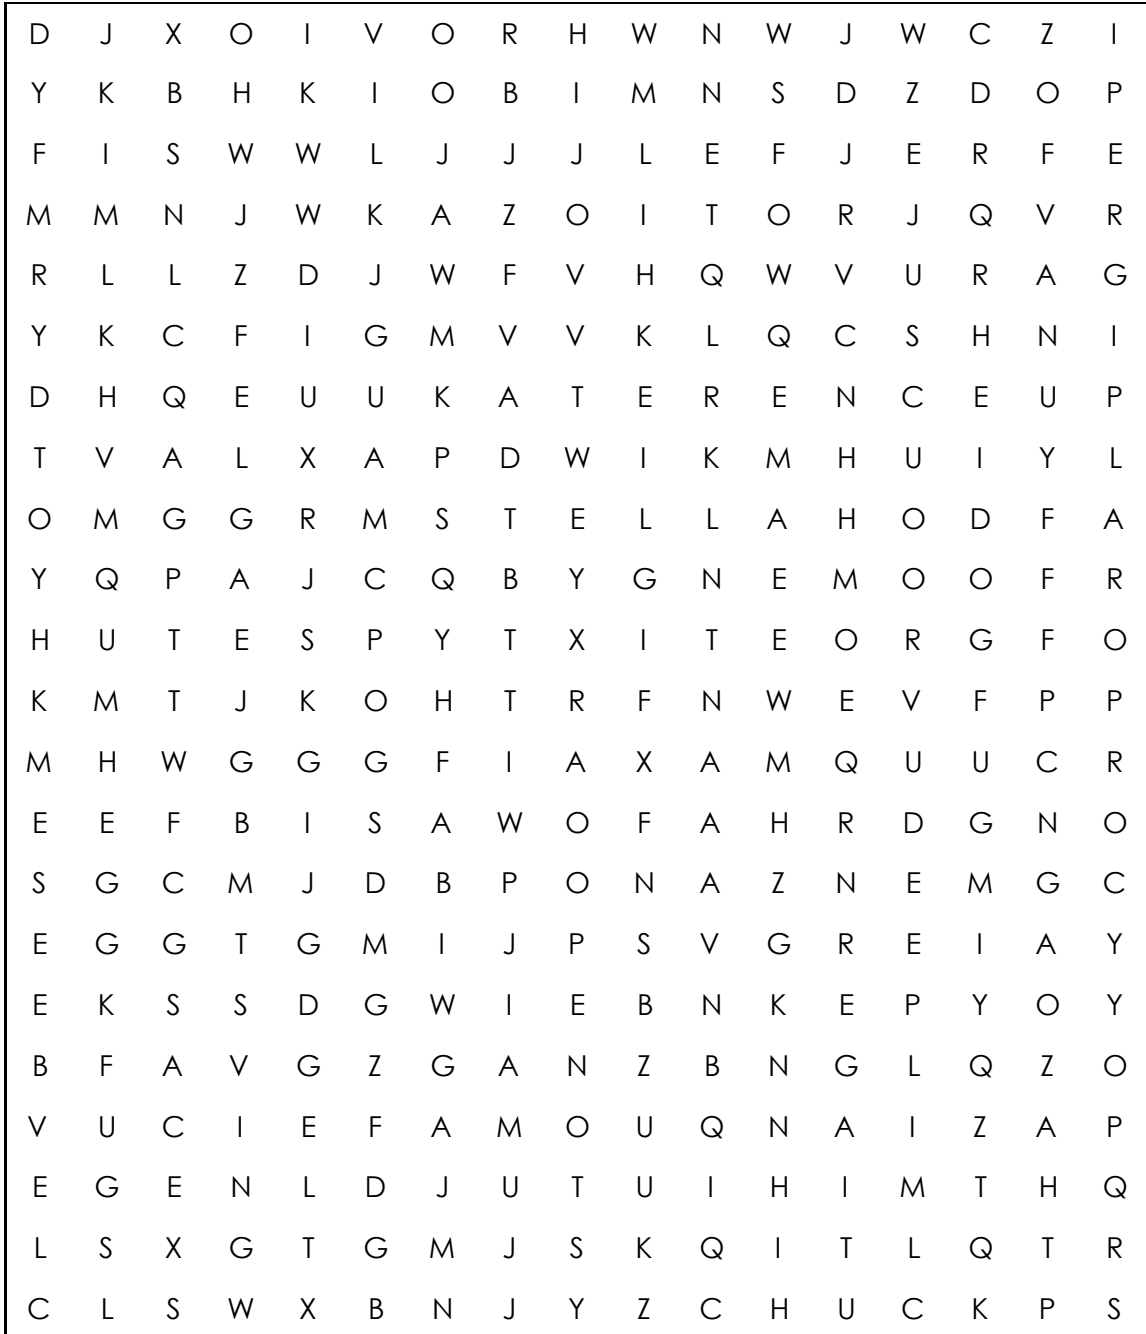 D J X O I V O R H W N W J W C Z I
Y K B H K I O B I M N S D Z D O P
F I S W W L J J J L E F J E R F E
M M N J W K A Z O I T O R J Q V R
R L L Z D J W F V H Q W V U R A G
Y K C F I G M V V K L Q C S H N I
D H Q E U U K A T E R E N C E U P
T V A L X A P D W I K M H U I Y L
O M G G R M S T E L L A H O D F A
Y Q P A J C Q B Y G N E M O O F R
H U T E S P Y T X I T E O R G F O
K M T J K O H T R F N W E V F P P
M H W G G G F I A X A M Q U U C R
E E F B I S A W O F A H R D G N O
S G C M J D B P O N A Z N E M G C
E G G T G M I J P S V G R E I A Y
E K S S D G W I E B N K E P Y O Y
B F A V G Z G A N Z B N G L Q Z O
V U C I E F A M O U Q N A I Z A P
E G E N L D J U T U I H I M T H Q
L S X G T G M J S K Q I T L Q T R
C L S W X B N J Y Z C H U C K P S